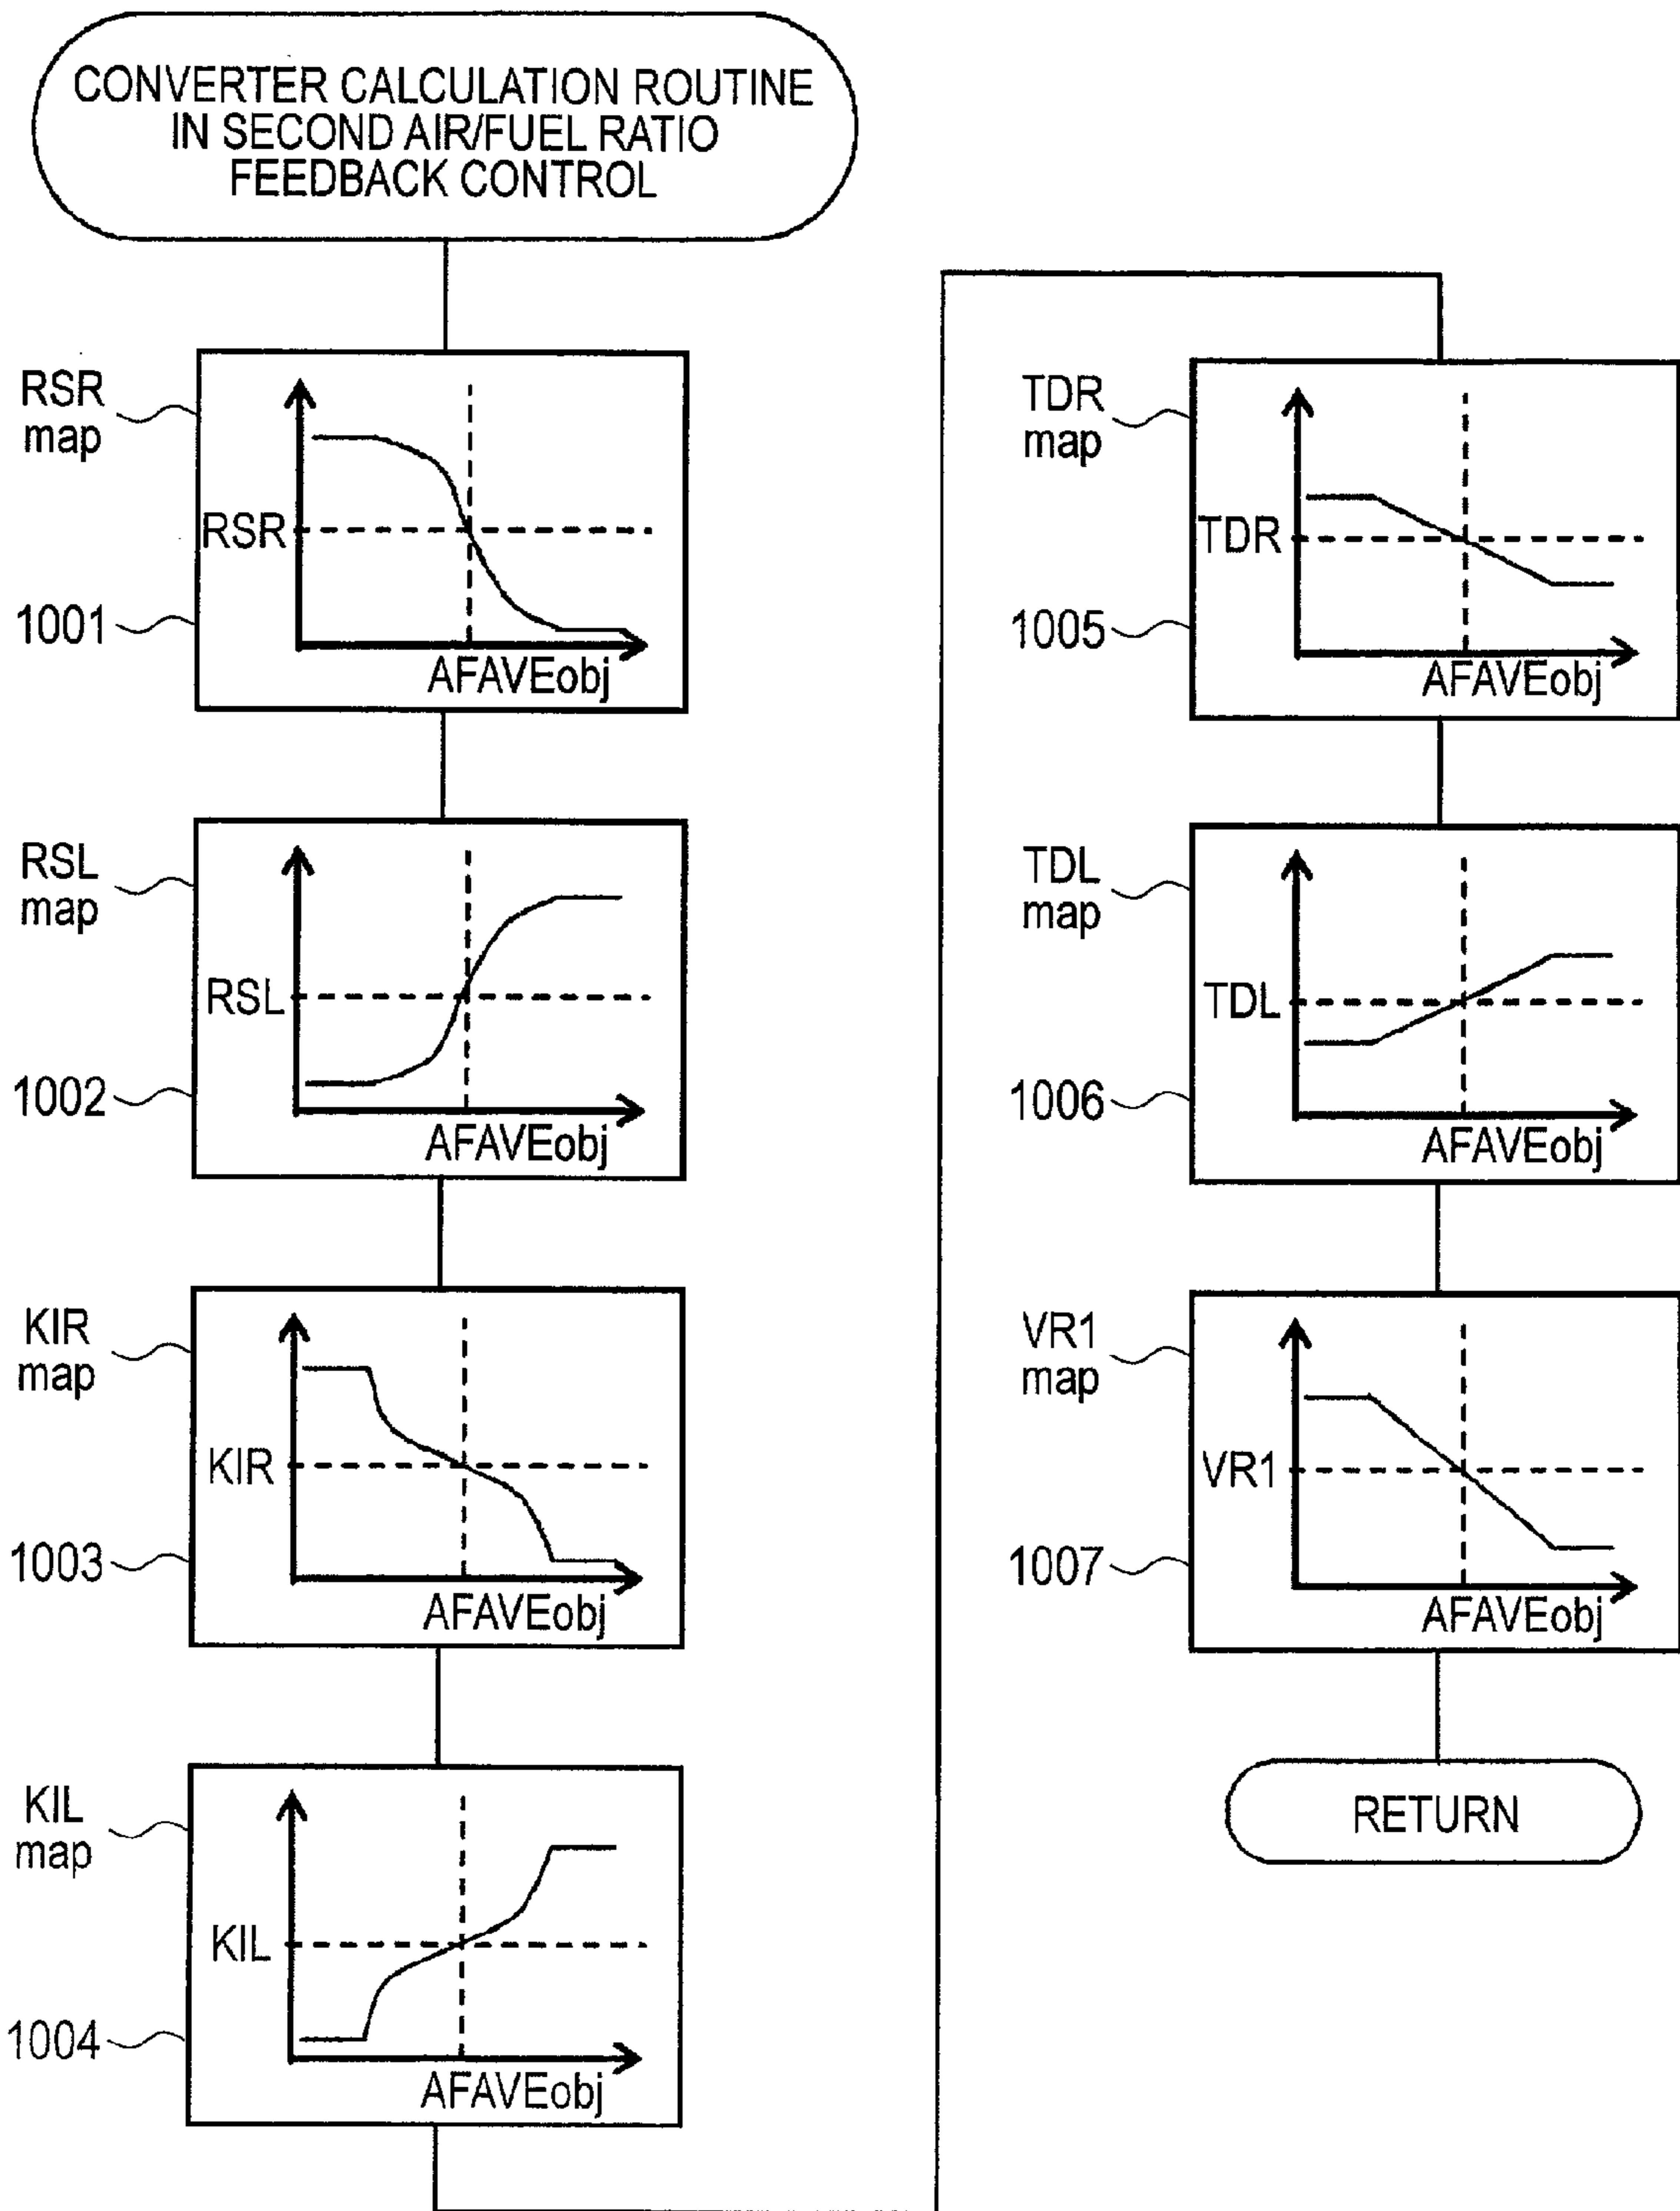 CONVERTER CALCULATION ROUTINE
IN SECOND AIR/FUEL RATIO
FEEDBACK CONTROL
RSR
map
RSR
1001
AFAVEobj
RSL
map
RSL
1002
AFAVEobj
KIR
map
KIR
1003
AFAVEobj
KIL
map
KIL
1004
AFAVEobj
TDR
map
TDR
1005
AFAVEobj
TDL
map
TDL
1006
AFAVEobj
VR1
map
VR1
1007
AFAVEobj
RETURN